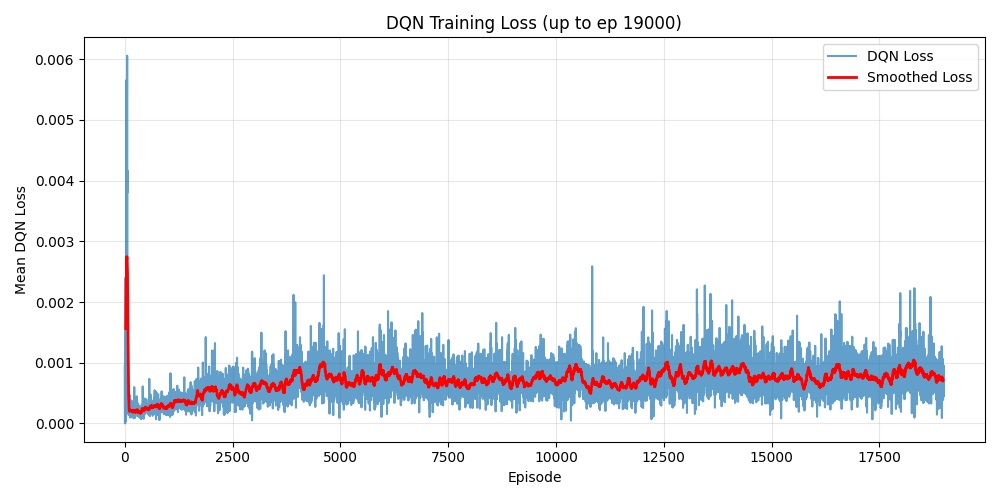 DQN Training Loss (up to ep 19000)
DQN Loss
Smoothed Loss
Mean DQN Loss
0.006
0.005
0.004
0.003
0.002
0.001
0.000
0 2500 5000 7500 10000 12500 15000 17500
Episode